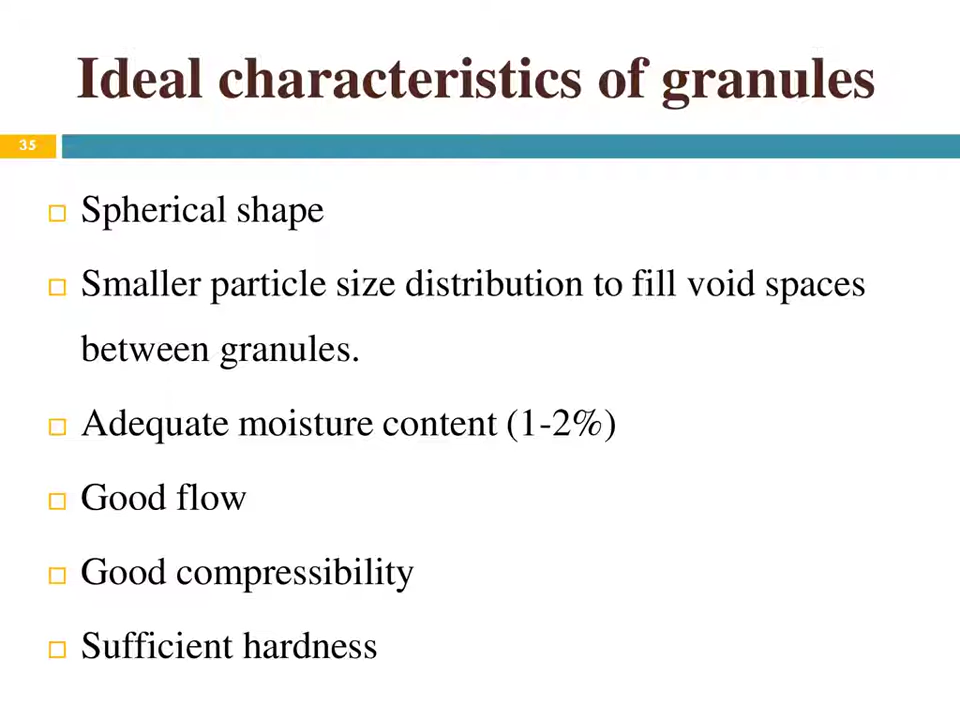 Ideal characteristics of granules
35
Spherical shape
Smaller particle size distribution to fill void spaces
between granules.
Adequate moisture content (1-2%)
Good flow
Good compressibility
Sufficient hardness